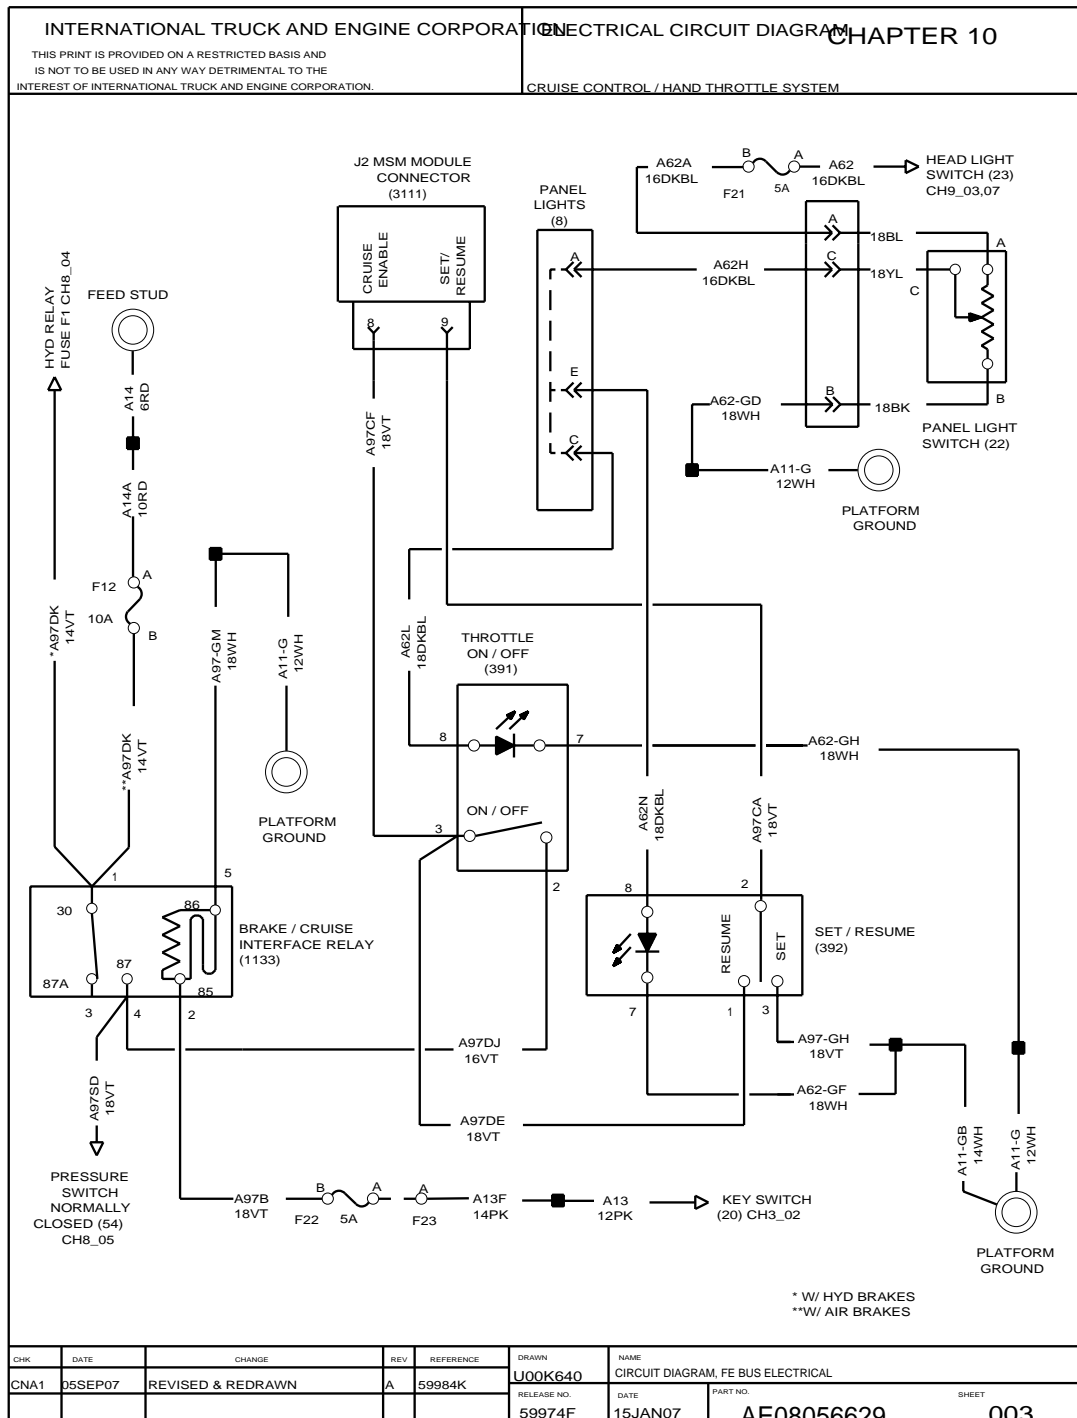 INTERNATIONAL TRUCK AND ENGINE CORPORATION
ELECTRICAL CIRCUIT DIAGRAM
CHAPTER 10
THIS PRINT IS PROVIDED ON A RESTRICTED BASIS AND
IS NOT TO BE USED IN ANY WAY DETRIMENTAL TO THE
INTEREST OF INTERNATIONAL TRUCK AND ENGINE CORPORATION.
CRUISE CONTROL / HAND THROTTLE SYSTEM
J2 MSM MODULE
CONNECTOR
(3111)
CRUISE
ENABLE
SET/
RESUME
8
9
PANEL
LIGHTS
(8)
A
E
C
A62A
16DKBL
B
A
F21
5A
A62
16DKBL
HEAD LIGHT
SWITCH (23)
CH9_03,07
A
18BL
A
A62H
16DKBL
C
18YL
C
A62-GD
18WH
B
18BK
B
PANEL LIGHT
SWITCH (22)
A11-G
12WH
PLATFORM
GROUND
HYD RELAY
FUSE F1 CH8_04
FEED STUD
A14
6RD
A14A
10RD
A97CF
18VT
F12
A
10A
B
*A97DK
14VT
A97-GM
18WH
A11-G
12WH
A62L
18DKBL
**A97DK
14VT
PLATFORM
GROUND
THROTTLE
ON / OFF
(391)
8
7
A62-GH
18WH
ON / OFF
3
2
A62N
18DKBL
A97CA
18VT
1
5
30
86
87
87A
85
3
4
2
BRAKE / CRUISE
INTERFACE RELAY
(1133)
8
2
RESUME
SET
7
1
3
SET / RESUME
(392)
A97DJ
16VT
A97-GH
18VT
A62-GF
18WH
A97SD
18VT
A97DE
18VT
A11-GB
14WH
A11-G
12WH
PRESSURE
SWITCH
NORMALLY
CLOSED (54)
CH8_05
A97B
18VT
B
A
F22
5A
A
F23
A13F
14PK
A13
12PK
KEY SWITCH
(20) CH3_02
PLATFORM
GROUND
* W/ HYD BRAKES
**W/ AIR BRAKES
CHK
DATE
CHANGE
REV
REFERENCE
DRAWN
NAME
CNA1
05SEP07
REVISED & REDRAWN
A
59984K
U00K640
CIRCUIT DIAGRAM, FE BUS ELECTRICAL
RELEASE NO.
DATE
PART NO.
SHEET
59974F
15JAN07
AE08056629
003